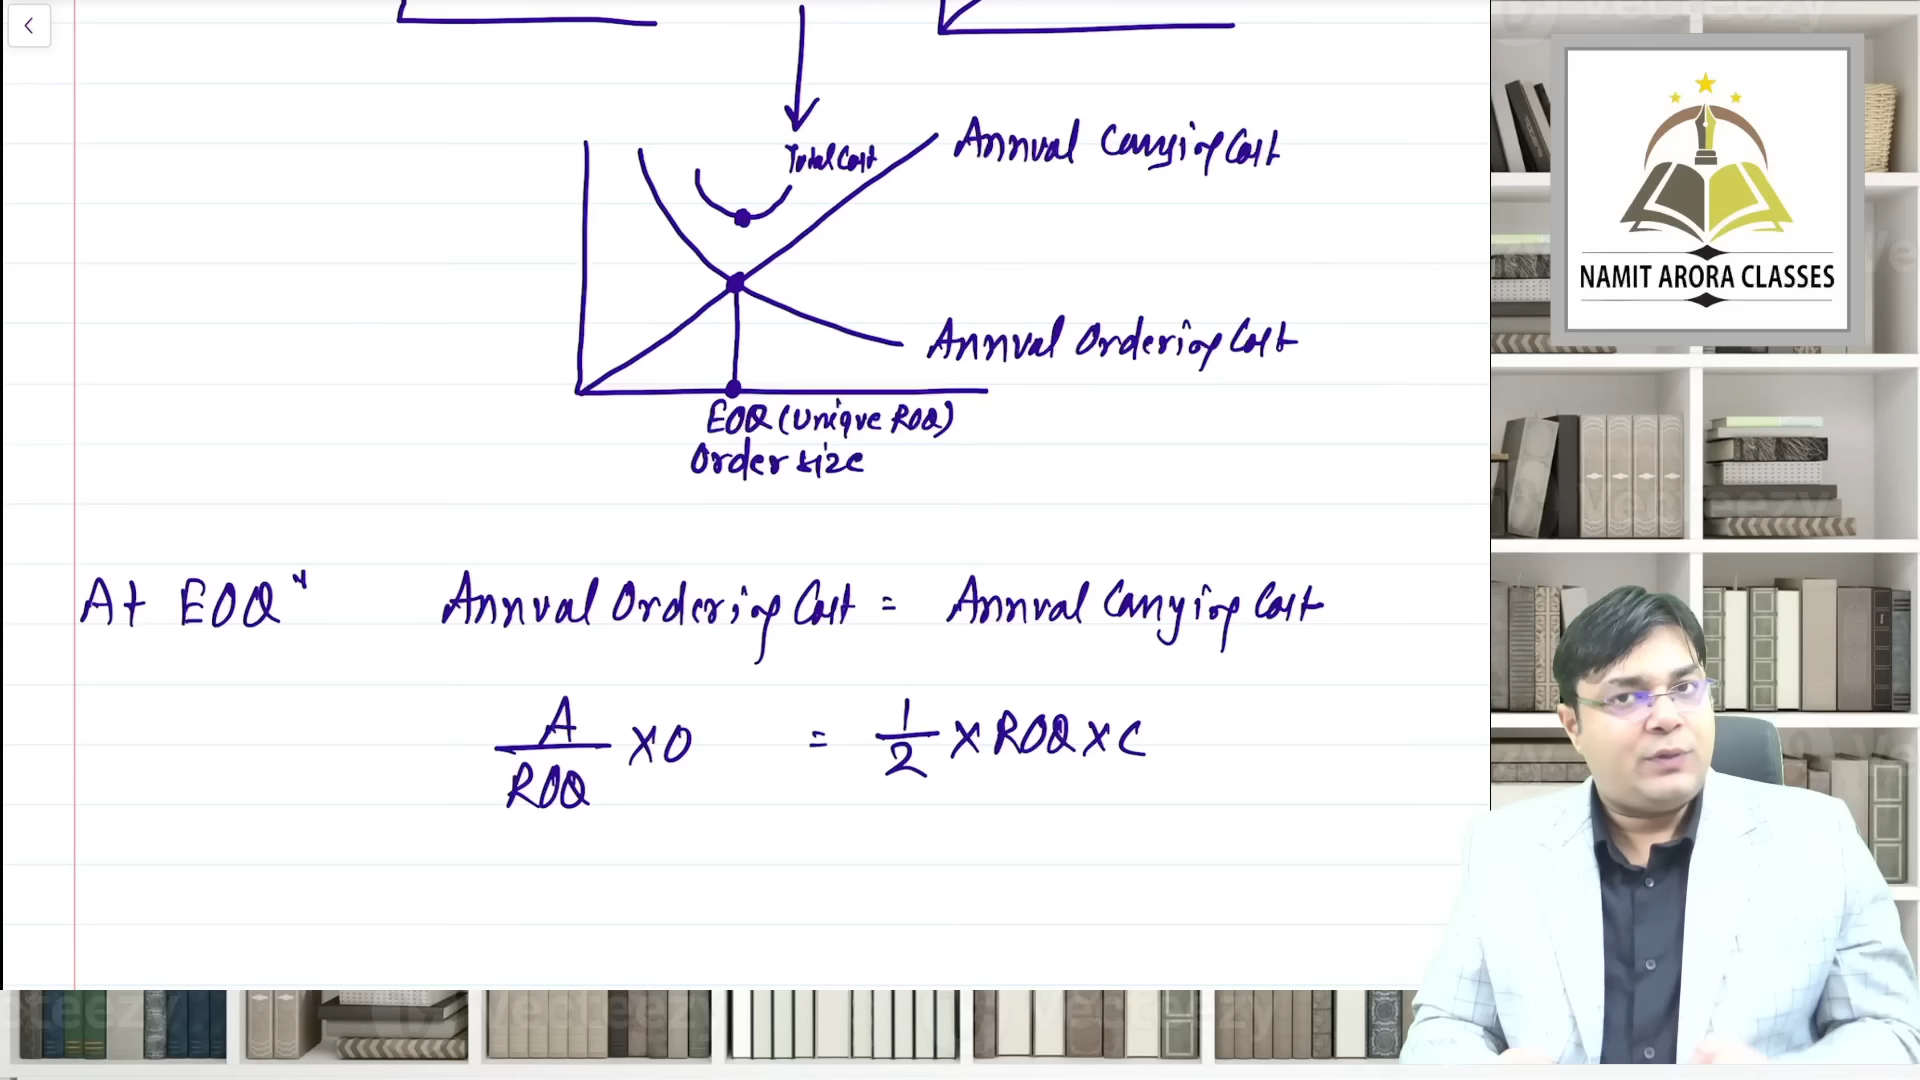 Total Cost
Annual Carrying Cost
Annual Ordering Cost
EOQ (Unique ROQ)
Order size
At EOQ Annual Ordering Cost = Annual Carrying Cost
A/ROQ × O = 1/2 × ROQ × C
NAMIT ARORA CLASSES
vecteezy